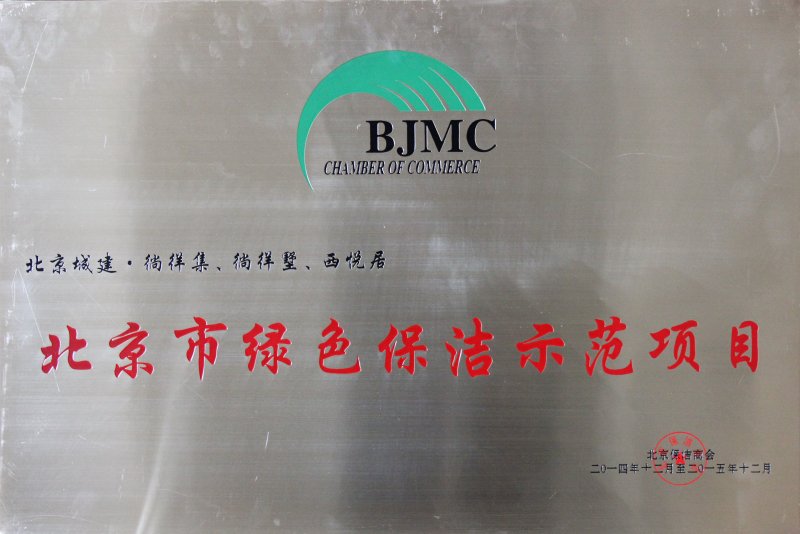 BJMC
CHAMBER OF COMMERCE
北京城建·徜徉集、徜徉墅、西悦居
北京市绿色保洁示范项目
北京保洁商会
二〇一四年十二月至二〇一五年十二月